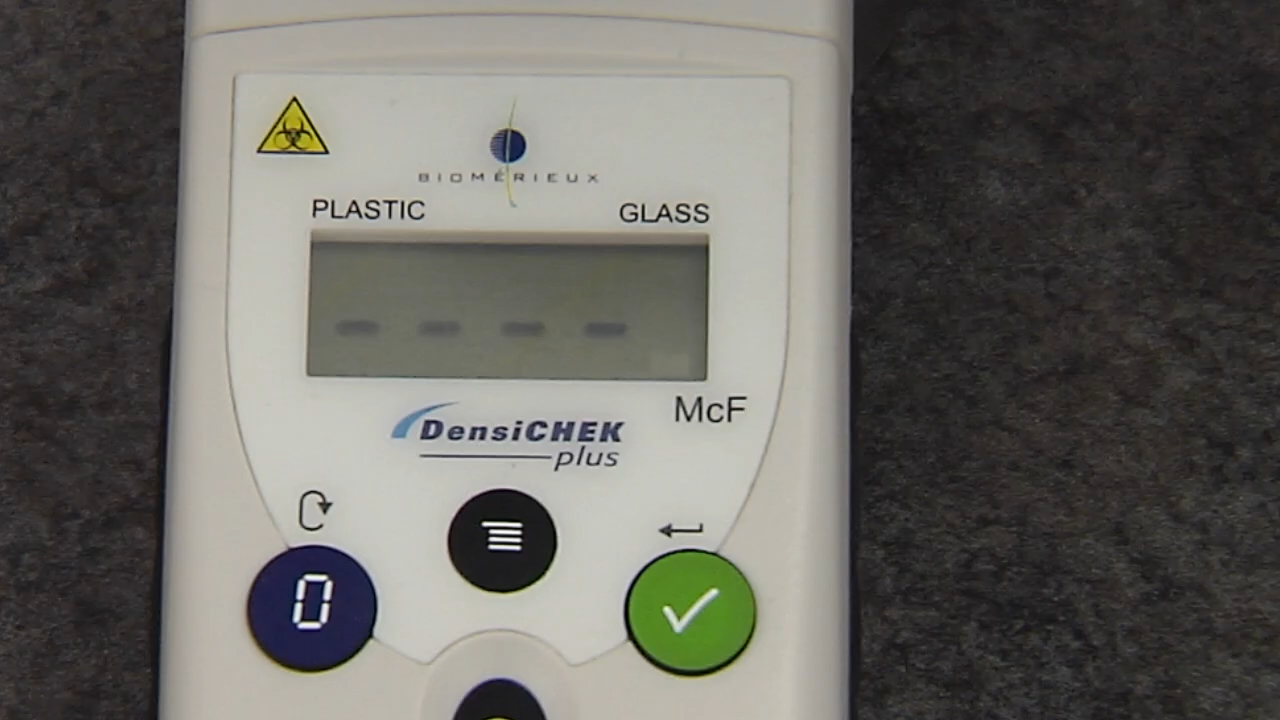 BIOMÉRIEUX
PLASTIC GLASS
- - - -
McF
DensiCHEK
plus
0